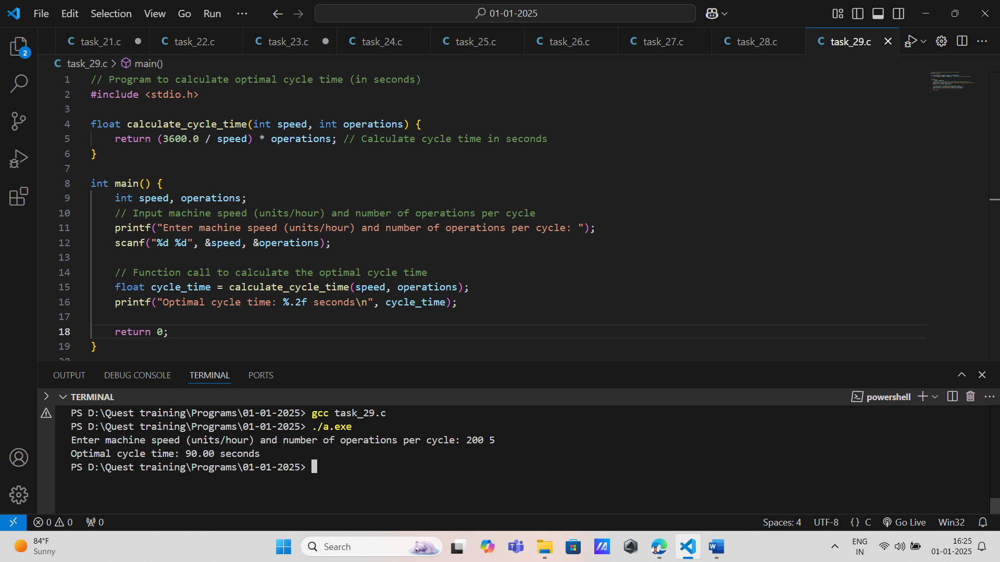 File Edit Selection View Go Run ··· 01-01-2025
C task_21.c C task_22.c C task_23.c C task_24.c C task_25.c C task_26.c C task_27.c C task_28.c C task_29.c
2
C task_29.c > main()
1 // Program to calculate optimal cycle time (in seconds)
2 #include <stdio.h>
3
4 float calculate_cycle_time(int speed, int operations) {
5 return (3600.0 / speed) * operations; // Calculate cycle time in seconds
6 }
7
8 int main() {
9 int speed, operations;
10 // Input machine speed (units/hour) and number of operations per cycle
11 printf("Enter machine speed (units/hour) and number of operations per cycle: ");
12 scanf("%d %d", &speed, &operations);
13
14 // Function call to calculate the optimal cycle time
15 float cycle_time = calculate_cycle_time(speed, operations);
16 printf("Optimal cycle time: %.2f seconds\n", cycle_time);
17
18 return 0;
19 }
OUTPUT DEBUG CONSOLE TERMINAL PORTS
TERMINAL powershell
PS D:\Quest training\Programs\01-01-2025> gcc task_29.c
PS D:\Quest training\Programs\01-01-2025> ./a.exe
Enter machine speed (units/hour) and number of operations per cycle: 200 5
Optimal cycle time: 90.00 seconds
PS D:\Quest training\Programs\01-01-2025>
0 0 0 Spaces: 4 UTF-8 {} C Go Live Win32
84°F
Sunny
Search
ENG
IN
16:25
01-01-2025